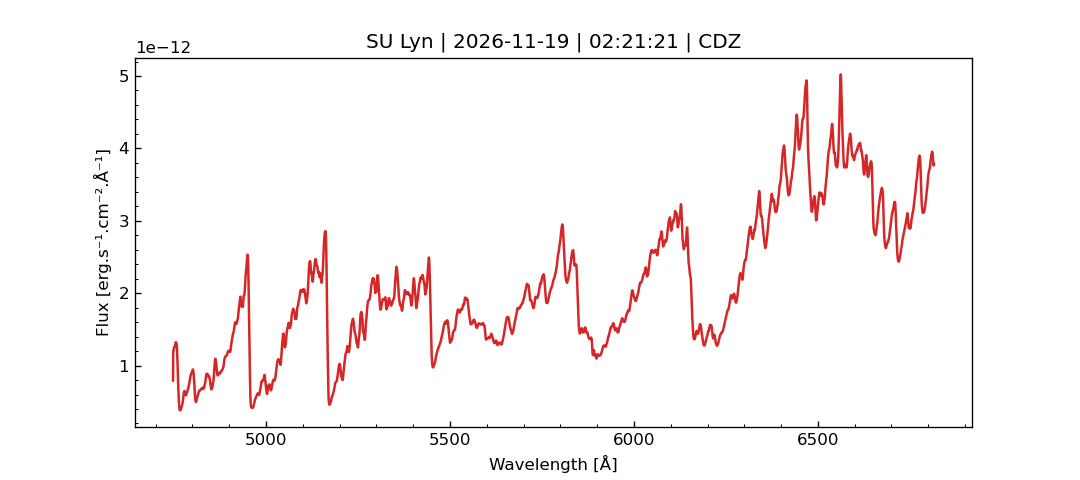 SU Lyn | 2026-11-19 | 02:21:21 | CDZ
1e−12
5
4
3
2
1
Flux [erg.s⁻¹.cm⁻².Å⁻¹]
5000 5500 6000 6500
Wavelength [Å]